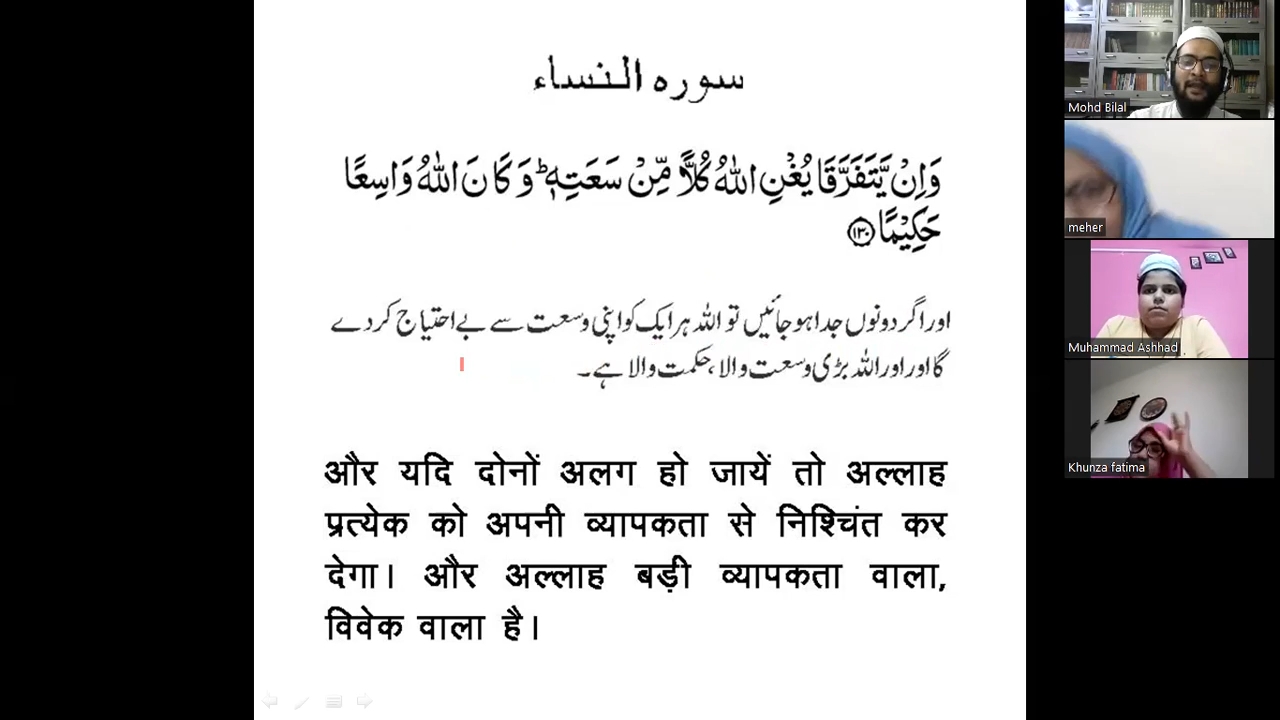 سورہ النساء
وَاِنْ يَّتَفَرَّقَا يُغْنِ اللّٰهُ كُلًّا مِّنْ سَعَتِهٖ ؕ وَ كَا نَ اللّٰهُ وَاسِعًا
حَكِيْمًا ﴿۱۳۰﴾
اور اگر دونوں جدا ہو جائیں تو اللہ ہر ایک کو اپنی وسعت سے بے احتیاج کر دے
گا اور اور اللہ بڑی وسعت والا، حکمت والا ہے۔
और यदि दोनों अलग हो जायें तो अल्लाह
प्रत्येक को अपनी व्यापकता से निश्चिंत कर
देगा। और अल्लाह बड़ी व्यापकता वाला,
विवेक वाला है।
Mohd Bilal
meher
Muhammad Ashhad
Khunza fatima